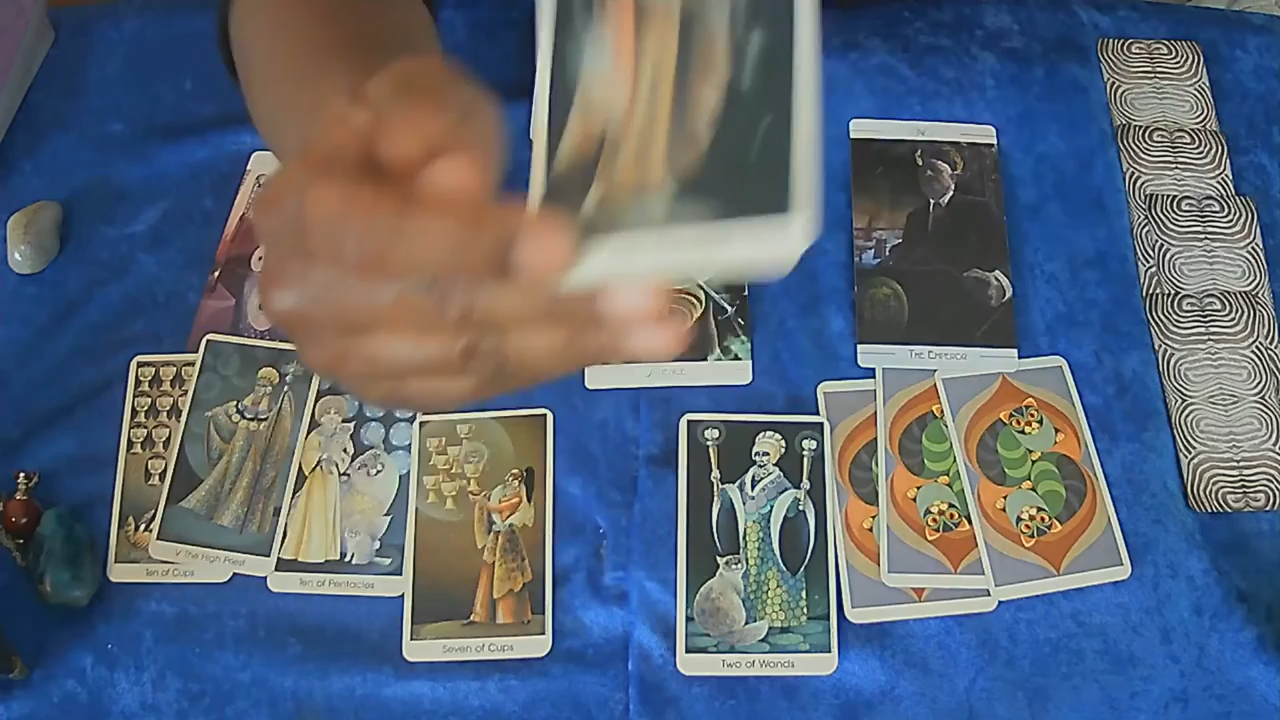 IV
THE EMPEROR
Ten of Cups
V The High Priest
Ten of Pentacles
Seven of Cups
Two of Wands